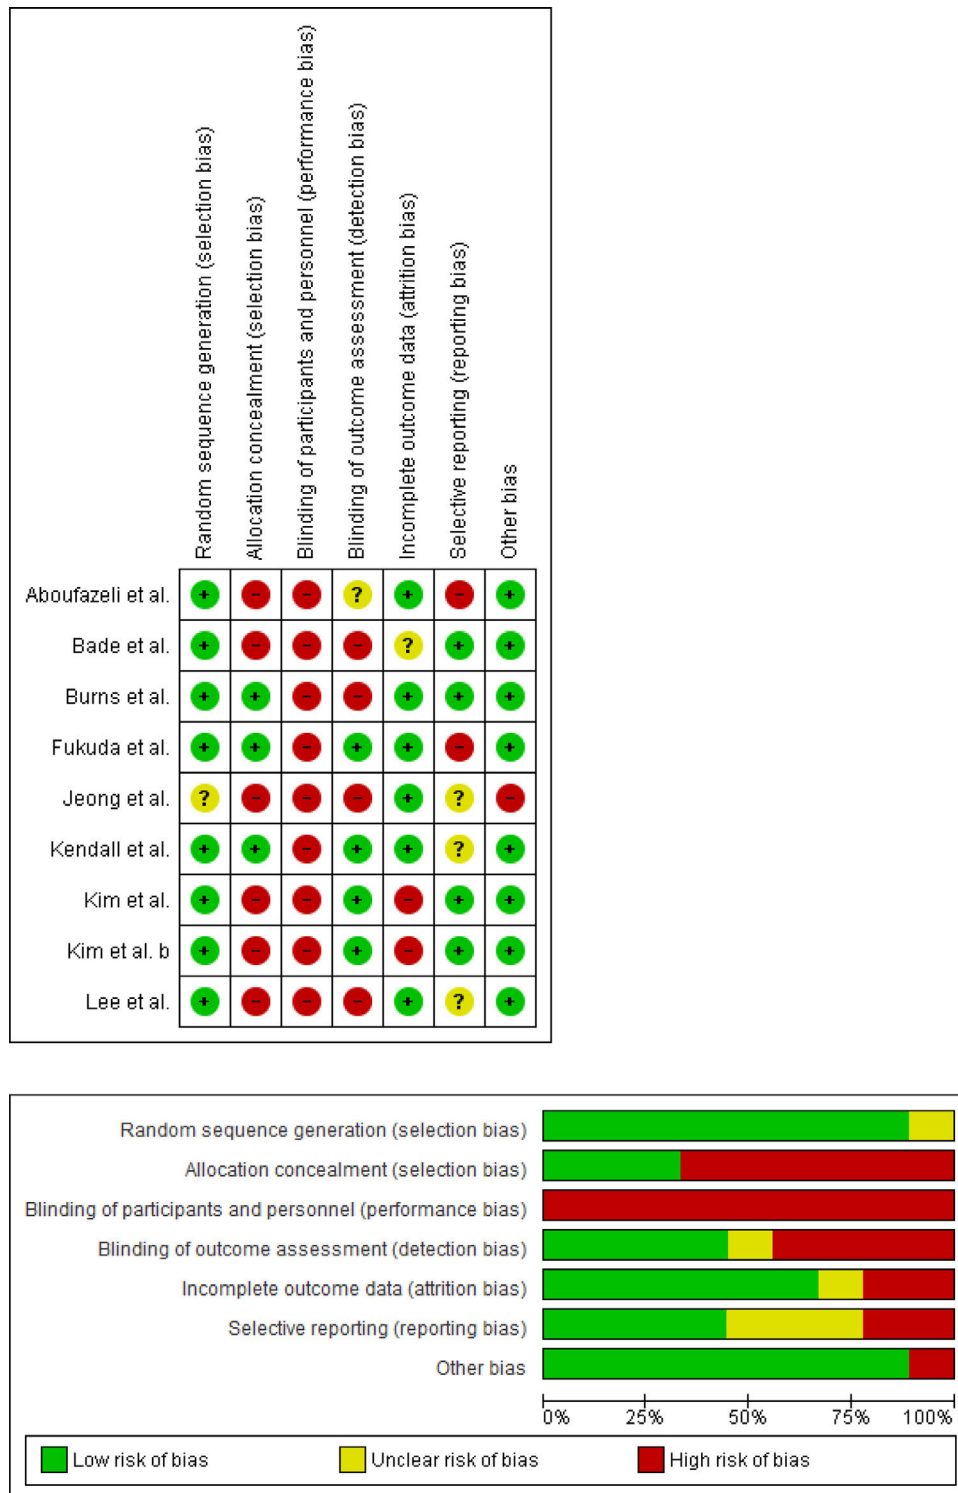 Random sequence generation (selection bias)
Allocation concealment (selection bias)
Blinding of participants and personnel (performance bias)
Blinding of outcome assessment (detection bias)
Incomplete outcome data (attrition bias)
Selective reporting (reporting bias)
Other bias
Aboufazeli et al. + - - ? + - +
Bade et al. + - - - ? + +
Burns et al. + + - - + + +
Fukuda et al. + + - + + - +
Jeong et al. ? - - - + ? -
Kendall et al. + + - + + ? +
Kim et al. + - - + - + +
Kim et al. b + - - + - + +
Lee et al. + - - - + ? +
Random sequence generation (selection bias)
Allocation concealment (selection bias)
Blinding of participants and personnel (performance bias)
Blinding of outcome assessment (detection bias)
Incomplete outcome data (attrition bias)
Selective reporting (reporting bias)
Other bias
0% 25% 50% 75% 100%
Low risk of bias Unclear risk of bias High risk of bias